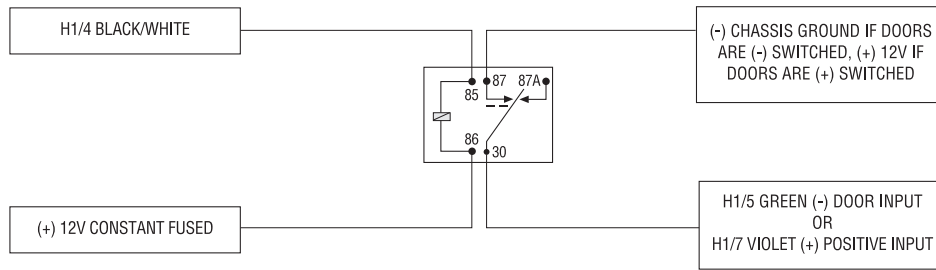 H1/4 BLACK/WHITE
(-) CHASSIS GROUND IF DOORS
ARE (-) SWITCHED, (+) 12V IF
DOORS ARE (+) SWITCHED
87 87A
85
86
30
(+) 12V CONSTANT FUSED
H1/5 GREEN (-) DOOR INPUT
OR
H1/7 VIOLET (+) POSITIVE INPUT